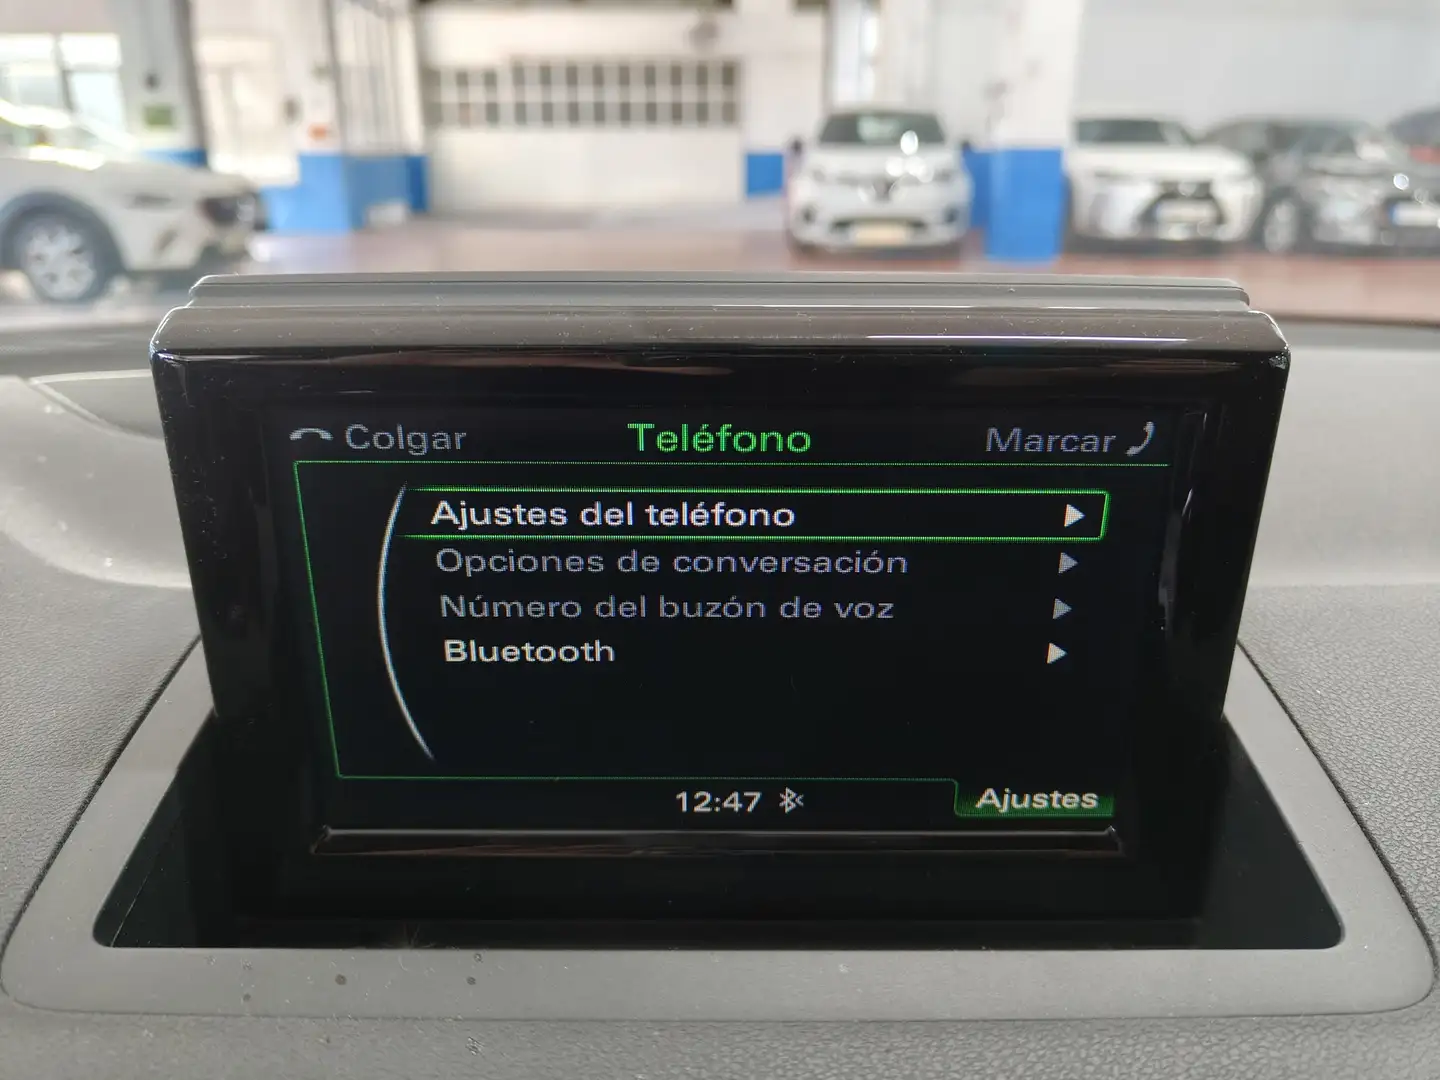 Colgar Teléfono Marcar
Ajustes del teléfono
Opciones de conversación
Número del buzón de voz
Bluetooth
12:47 Ajustes